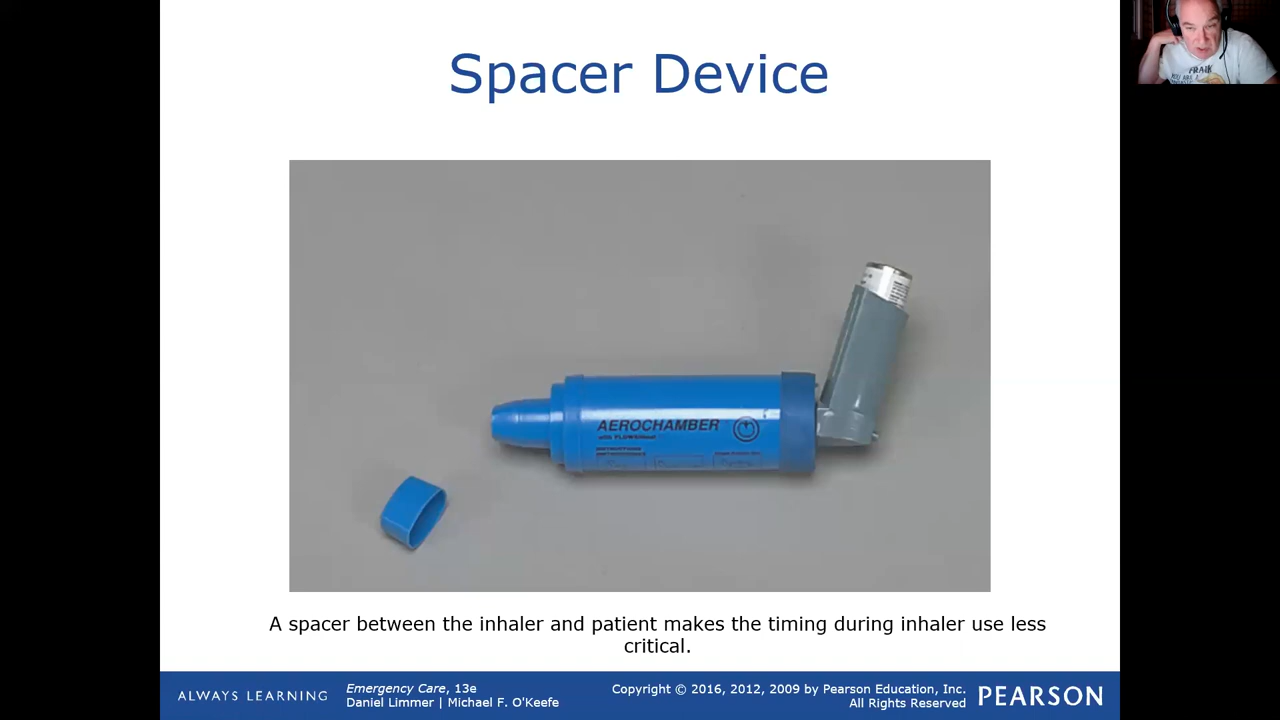 Spacer Device
FRANK
AEROCHAMBER
A spacer between the inhaler and patient makes the timing during inhaler use less
critical.
ALWAYS LEARNING
Emergency Care, 13e
Daniel Limmer | Michael F. O'Keefe
Copyright © 2016, 2012, 2009 by Pearson Education, Inc.
All Rights Reserved
PEARSON